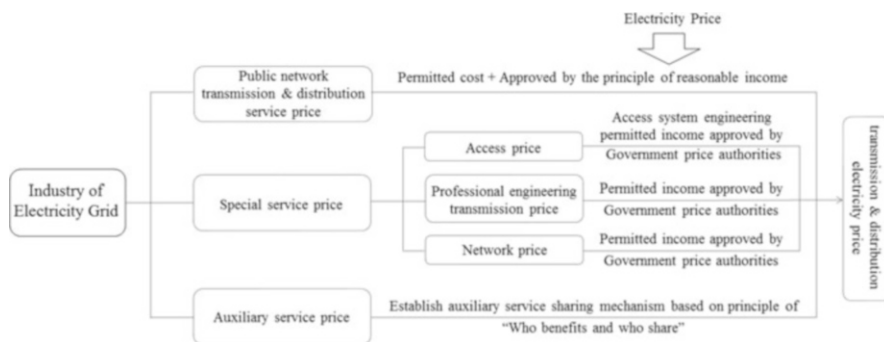 Electricity Price
Public network
transmission & distribution
service price
Permitted cost + Approved by the principle of reasonable income
Industry of
Electricity Grid
Special service price
Access price
Access system engineering
permitted income approved by
Government price authorities
Professional engineering
transmission price
Permitted income approved by
Government price authorities
Network price
Permitted income approved by
Government price authorities
Auxiliary service price
Establish auxiliary service sharing mechanism based on principle of
“Who benefits and who share”
transmission & distribution
electricity price